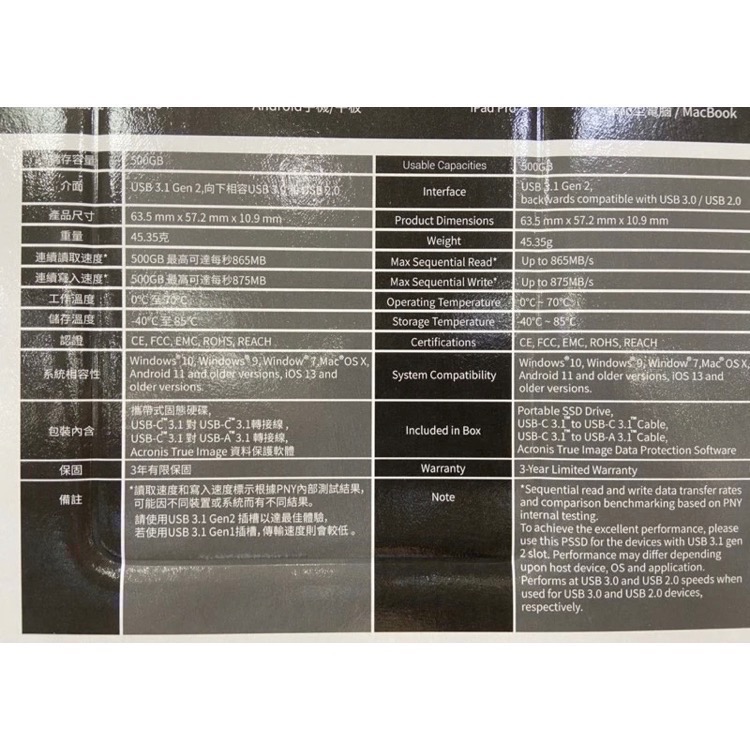 Android手機/平板 iPad Pro 電腦 / MacBook
儲存容量 500GB
介面 USB 3.1 Gen 2,向下相容USB 3.0 和 USB 2.0
產品尺寸 63.5 mm x 57.2 mm x 10.9 mm
重量 45.35克
連續讀取速度* 500GB 最高可達每秒865MB
連續寫入速度* 500GB 最高可達每秒875MB
工作溫度 0°C 至 70°C
儲存溫度 -40°C 至 85°C
認證 CE, FCC, EMC, ROHS, REACH
系統相容性 Windows®10, Windows®9, Window®7,Mac®OS X,
Android 11 and older versions, iOS 13 and
older versions.
包裝內含 攜帶式固態硬碟,
USB-C™3.1 對 USB-C™3.1轉接線,
USB-C™3.1 對 USB-A™3.1 轉接線,
Acronis True Image 資料保護軟體
保固 3年有限保固
備註 *讀取速度和寫入速度標示根據PNY內部測試結果,
可能因不同裝置或系統而有不同結果。
請使用USB 3.1 Gen2 插槽以達最佳體驗,
若使用USB 3.1 Gen1插槽,傳輸速度則會較低。
Usable Capacities 500GB
Interface USB 3.1 Gen 2,
backwards compatible with USB 3.0 / USB 2.0
Product Dimensions 63.5 mm x 57.2 mm x 10.9 mm
Weight 45.35g
Max Sequential Read* Up to 865MB/s
Max Sequential Write* Up to 875MB/s
Operating Temperature 0°C ~ 70°C
Storage Temperature -40°C ~ 85°C
Certifications CE, FCC, EMC, ROHS, REACH
System Compatibility Windows®10, Windows®9, Window®7,Mac®OS X,
Android 11 and older versions, iOS 13 and
older versions.
Included in Box Portable SSD Drive,
USB-C 3.1™ to USB-C 3.1™Cable,
USB-C 3.1™ to USB-A 3.1™Cable,
Acronis True Image Data Protection Software
Warranty 3-Year Limited Warranty
Note *Sequential read and write data transfer rates
and comparison benchmarking based on PNY
internal testing.
To achieve the excellent performance, please
use this PSSD for the devices with USB 3.1 gen
2 slot. Performance may differ depending
upon host device, OS and application.
Performs at USB 3.0 and USB 2.0 speeds when
used for USB 3.0 and USB 2.0 devices,
respectively.